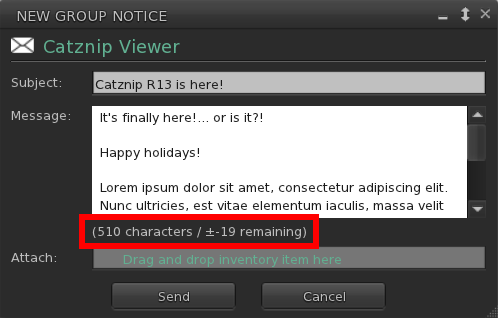 NEW GROUP NOTICE
Catznip Viewer
Subject:
Catznip R13 is here!
Message:
It's finally here!... or is it?!
Happy holidays!
Lorem ipsum dolor sit amet, consectetur adipiscing elit.
Nunc ultricies, est vitae elementum iaculis, massa velit
(510 characters / ±-19 remaining)
Attach:
Drag and drop inventory item here
Send
Cancel